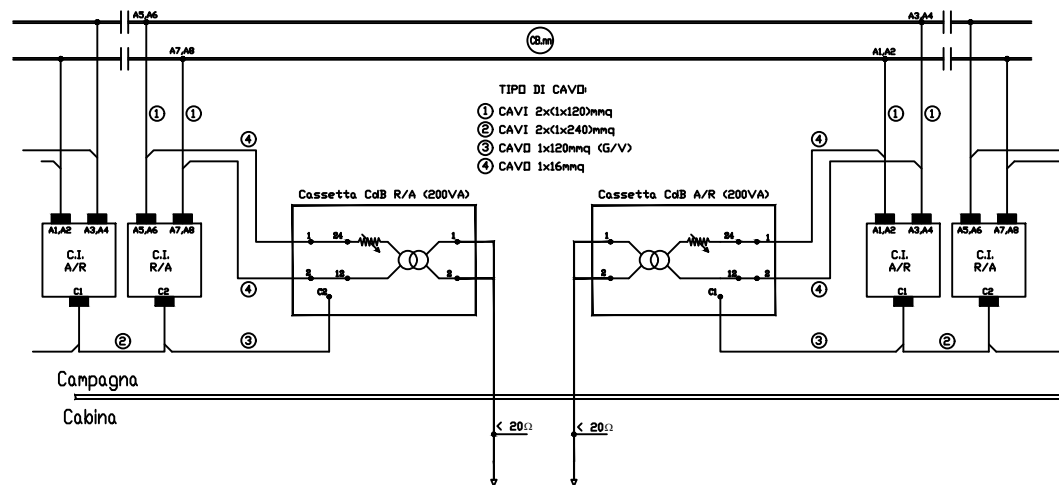 A5,A6
A3,A4
CB.nn
A7,A8
A1,A2
TIPO DI CAVO:
1 CAVI 2x(1x120)mmq
2 CAVI 2x(1x240)mmq
3 CAVO 1x120mmq (G/V)
4 CAVO 1x16mmq
1
1
1
1
4
4
Cassetta CdB R/A (200VA)
Cassetta CdB A/R (200VA)
A1,A2
A3,A4
A5,A6
A7,A8
1
24
1
1
24
1
A1,A2
A3,A4
A5,A6
A7,A8
C.I.
A/R
C.I.
R/A
C.I.
A/R
C.I.
R/A
2
12
2
2
12
2
C1
C2
4
C2
C1
4
C1
C2
2
3
3
2
Campagna
Cabina
< 20Ω
< 20Ω